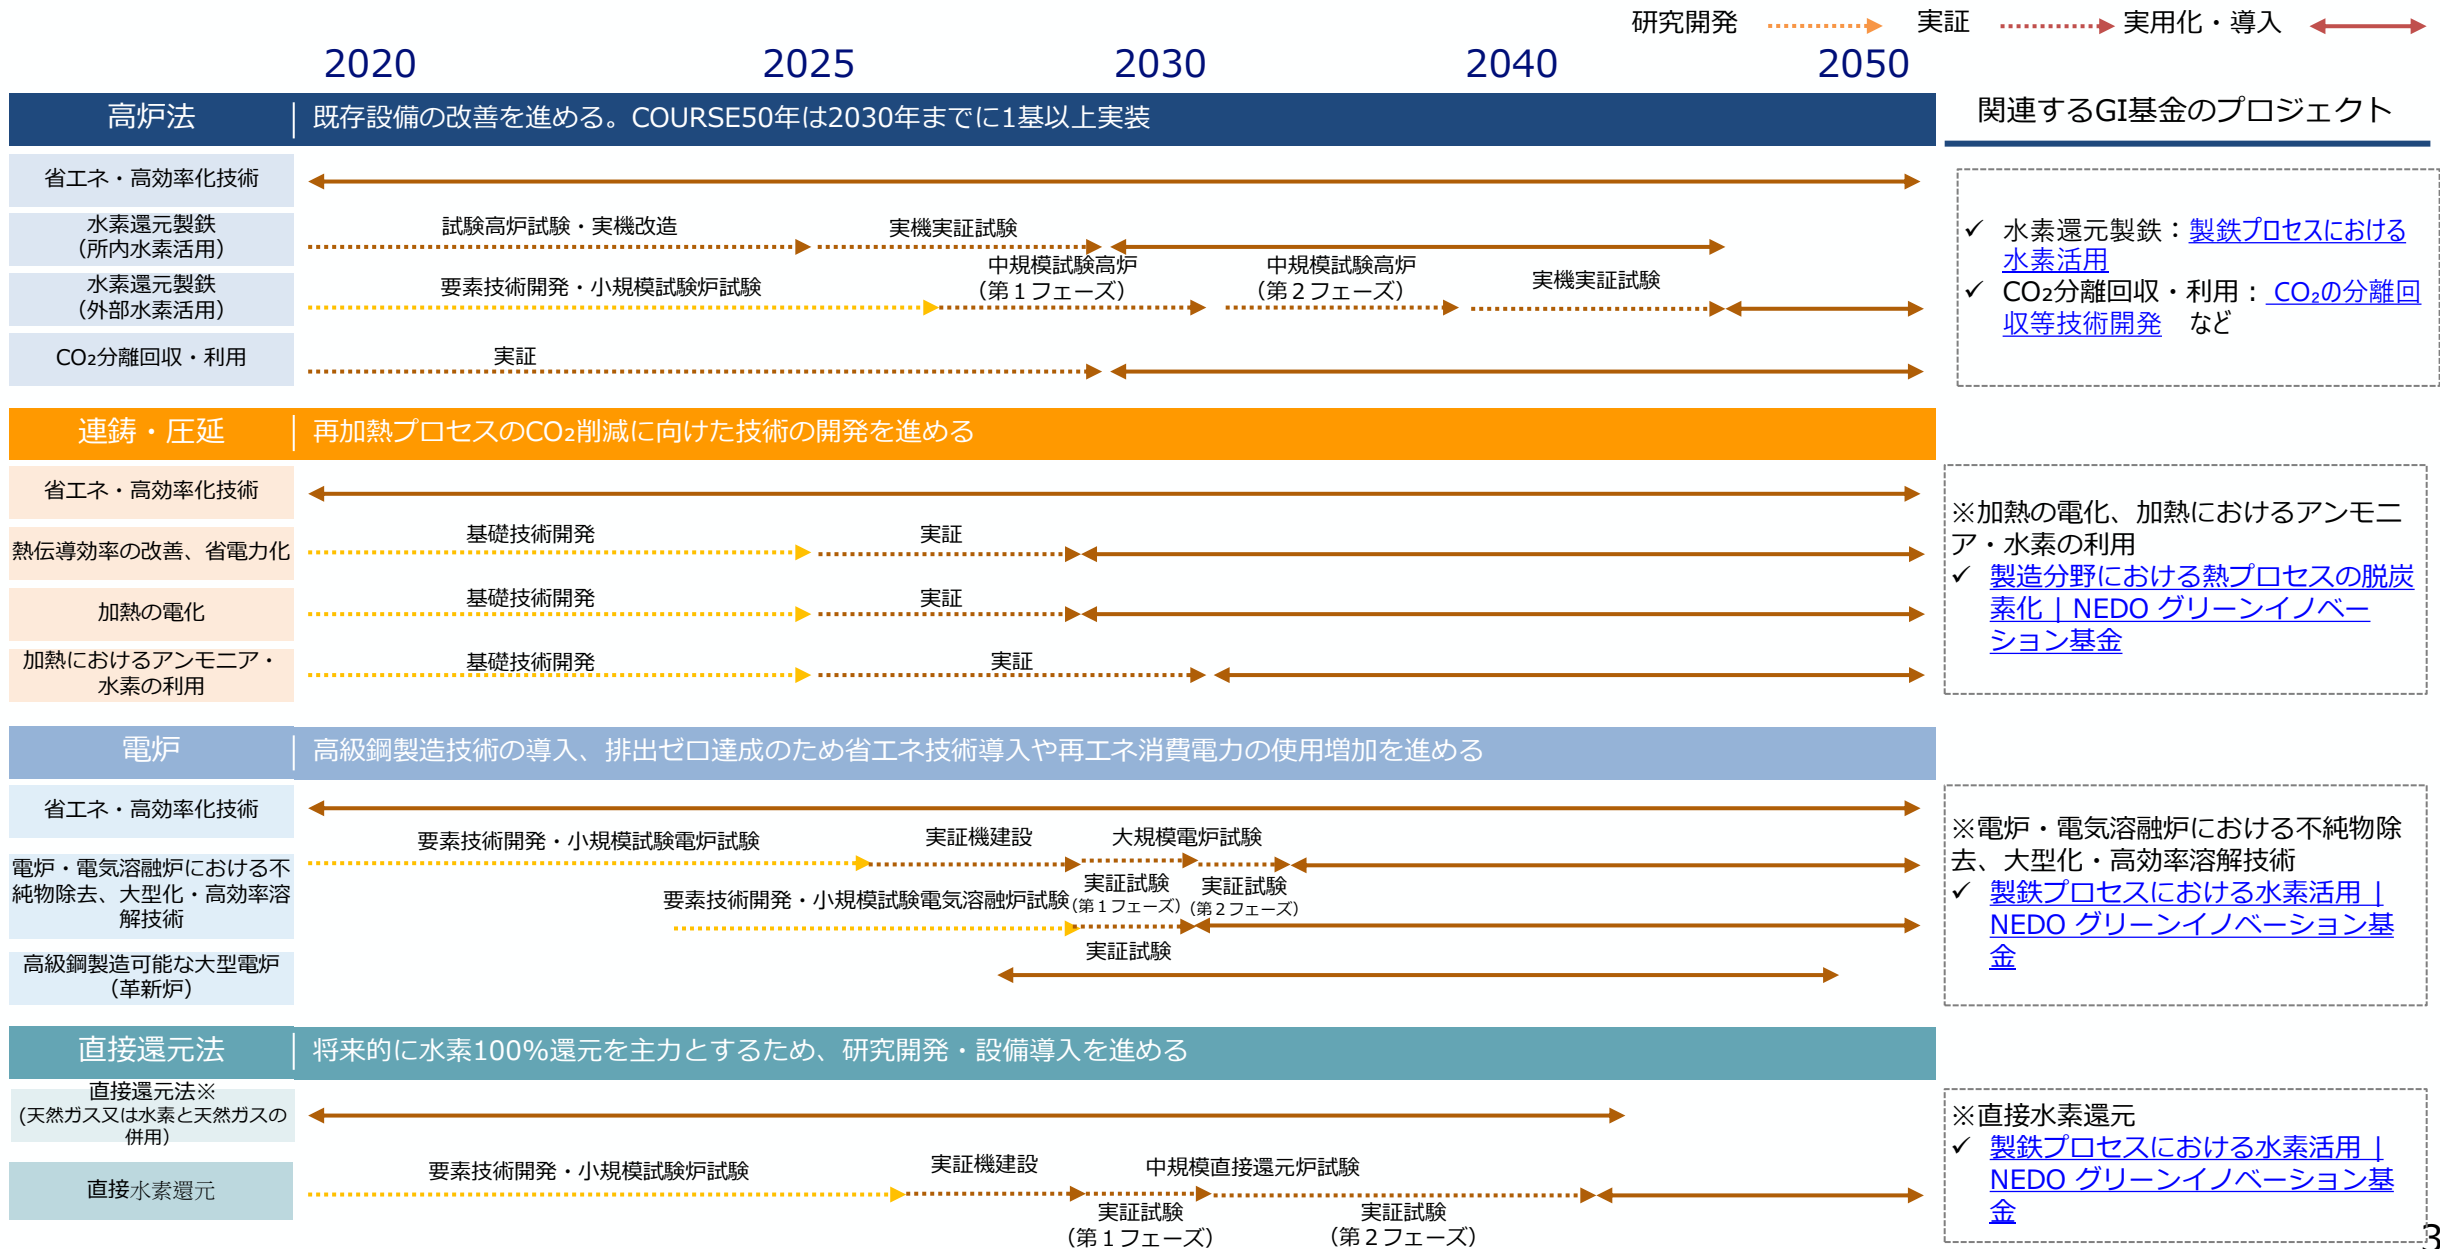 研究開発 実証 実用化・導入
2020 2025 2030 2040 2050
関連するGI基金のプロジェクト
高炉法 既存設備の改善を進める。COURSE50年は2030年までに1基以上実装
省エネ・高効率化技術
水素還元製鉄
（所内水素活用）
試験高炉試験・実機改造 実機実証試験
水素還元製鉄
（外部水素活用）
要素技術開発・小規模試験炉試験
中規模試験高炉
（第１フェーズ）
中規模試験高炉
（第２フェーズ）
実機実証試験
CO₂分離回収・利用
実証
✓ 水素還元製鉄：製鉄プロセスにおける
水素活用
✓ CO₂分離回収・利用： CO₂の分離回
収等技術開発 など
連鋳・圧延 再加熱プロセスのCO₂削減に向けた技術の開発を進める
省エネ・高効率化技術
熱伝導効率の改善、省電力化
基礎技術開発 実証
加熱の電化
基礎技術開発 実証
加熱におけるアンモニア・
水素の利用
基礎技術開発 実証
※加熱の電化、加熱におけるアンモニ
ア・水素の利用
✓ 製造分野における熱プロセスの脱炭
素化 | NEDO グリーンイノベー
ション基金
電炉 高級鋼製造技術の導入、排出ゼロ達成のため省エネ技術導入や再エネ消費電力の使用増加を進める
省エネ・高効率化技術
電炉・電気溶融炉における不
純物除去、大型化・高効率溶
解技術
要素技術開発・小規模試験電炉試験 実証機建設 大規模電炉試験
実証試験
（第１フェーズ）
実証試験
（第２フェーズ）
要素技術開発・小規模試験電気溶融炉試験
実証試験
高級鋼製造可能な大型電炉
（革新炉）
※電炉・電気溶融炉における不純物除
去、大型化・高効率溶解技術
✓ 製鉄プロセスにおける水素活用 |
NEDO グリーンイノベーション基
金
直接還元法 将来的に水素100%還元を主力とするため、研究開発・設備導入を進める
直接還元法※
(天然ガス又は水素と天然ガスの
併用)
直接水素還元
要素技術開発・小規模試験炉試験 実証機建設 中規模直接還元炉試験
実証試験
（第１フェーズ）
実証試験
（第２フェーズ）
※直接水素還元
✓ 製鉄プロセスにおける水素活用 |
NEDO グリーンイノベーション基
金
3